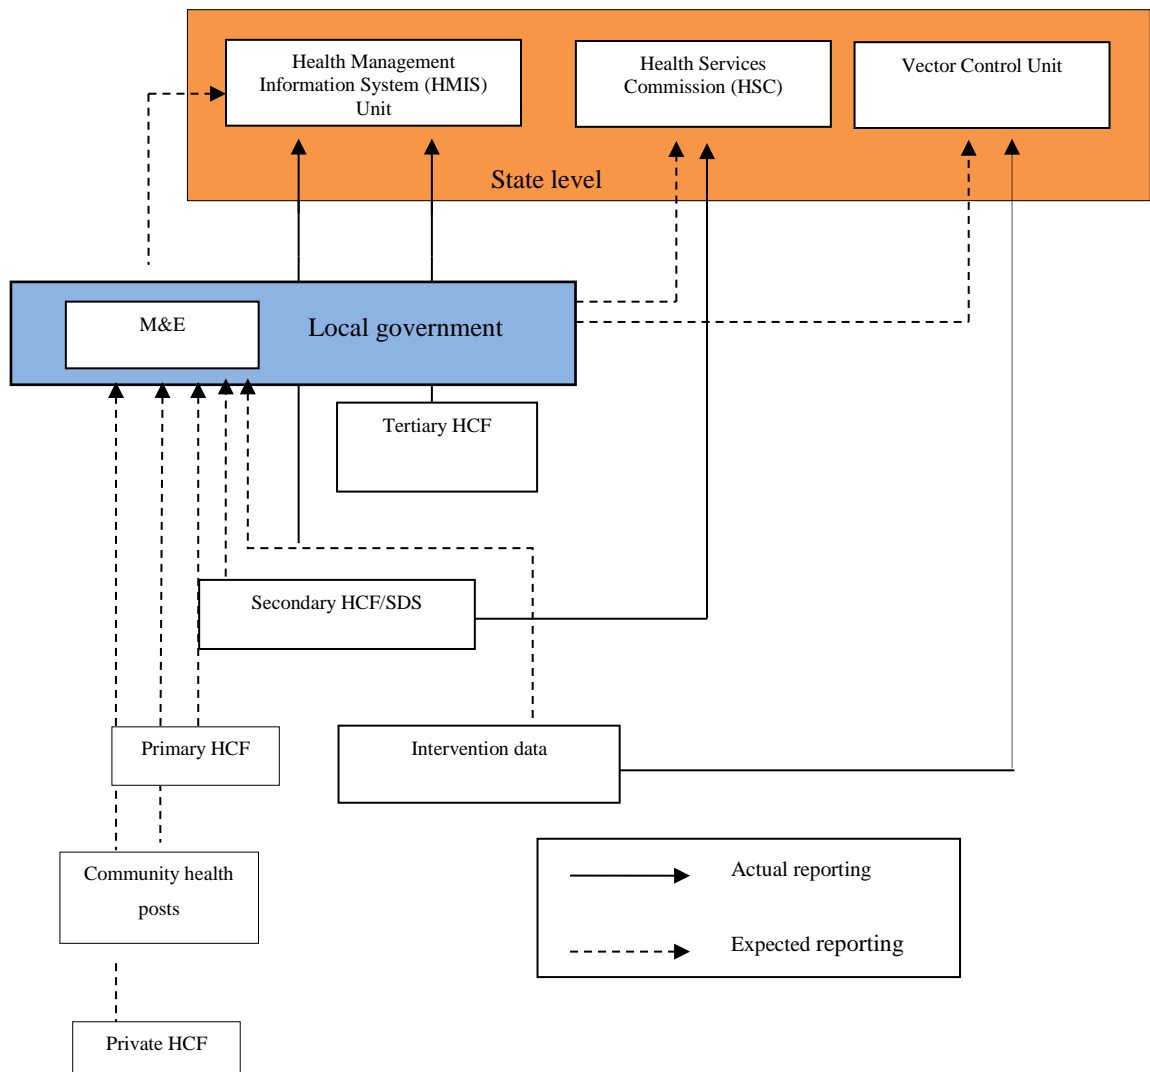 Health Management
Information System (HMIS)
Unit
Health Services
Commission (HSC)
Vector Control Unit
State level
M&E
Local government
Tertiary HCF
Secondary HCF/SDS
Primary HCF
Intervention data
Community health
posts
Actual reporting
Expected reporting
Private HCF